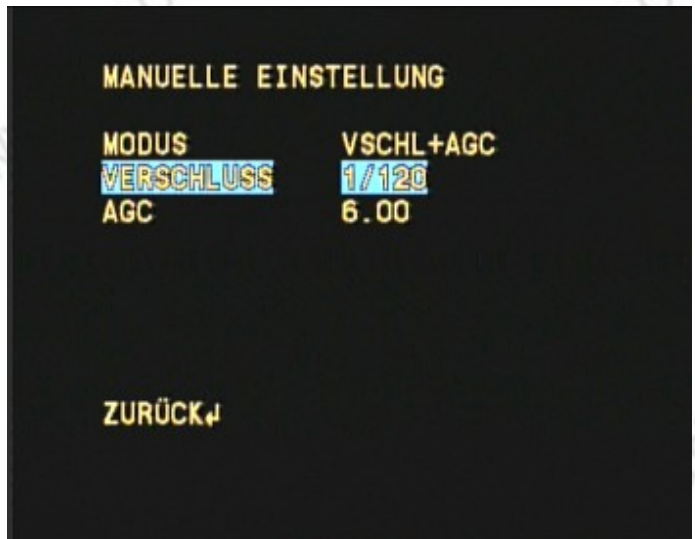 MANUELLE EINSTELLUNG
MODUS VSCHL+AGC
VERSCHLUSS 1/120
AGC 6.00
ZURÜCK↲